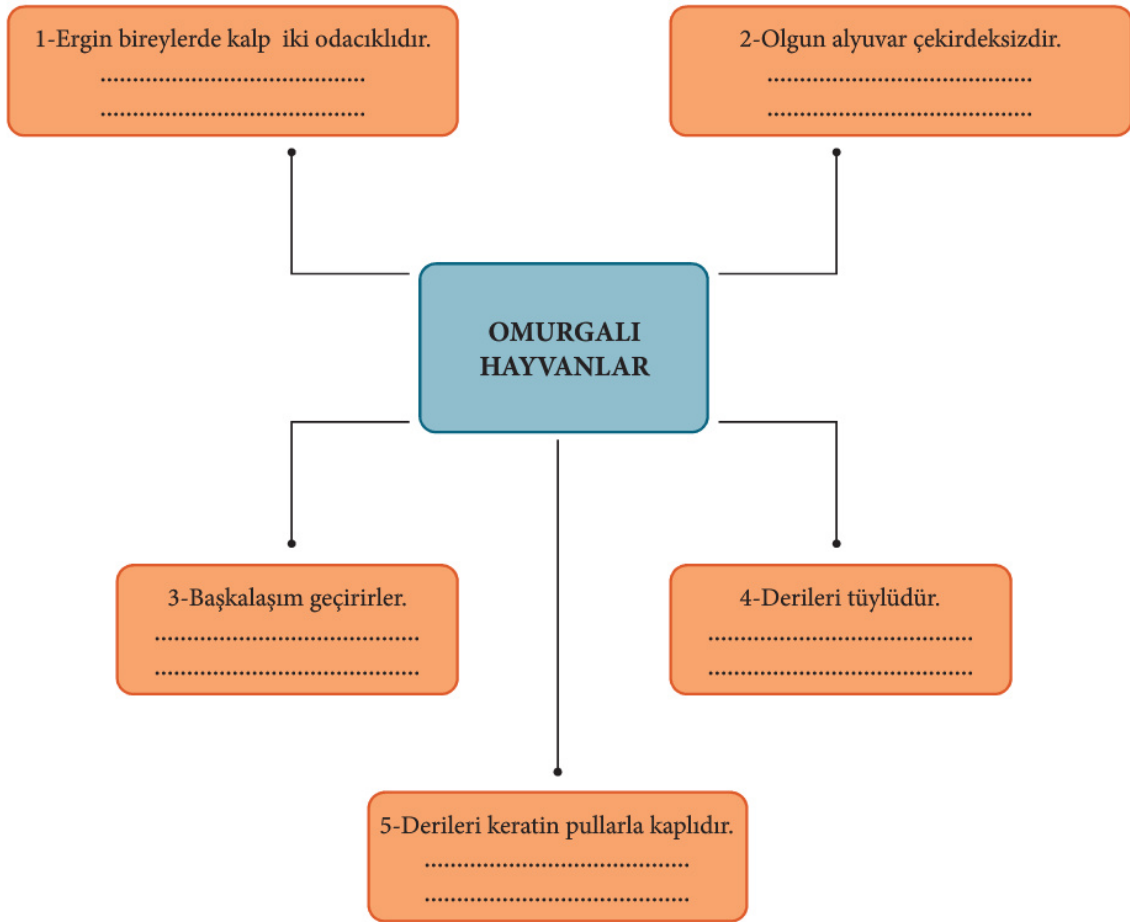 1-Ergin bireylerde kalp iki odacıklıdır.
............................................
............................................
2-Olgun alyuvar çekirdeksizdir.
............................................
............................................
OMURGALI
HAYVANLAR
3-Başkalaşım geçirirler.
............................................
............................................
4-Derileri tüylüdür.
............................................
............................................
5-Derileri keratin pullarla kaplıdır.
............................................
............................................